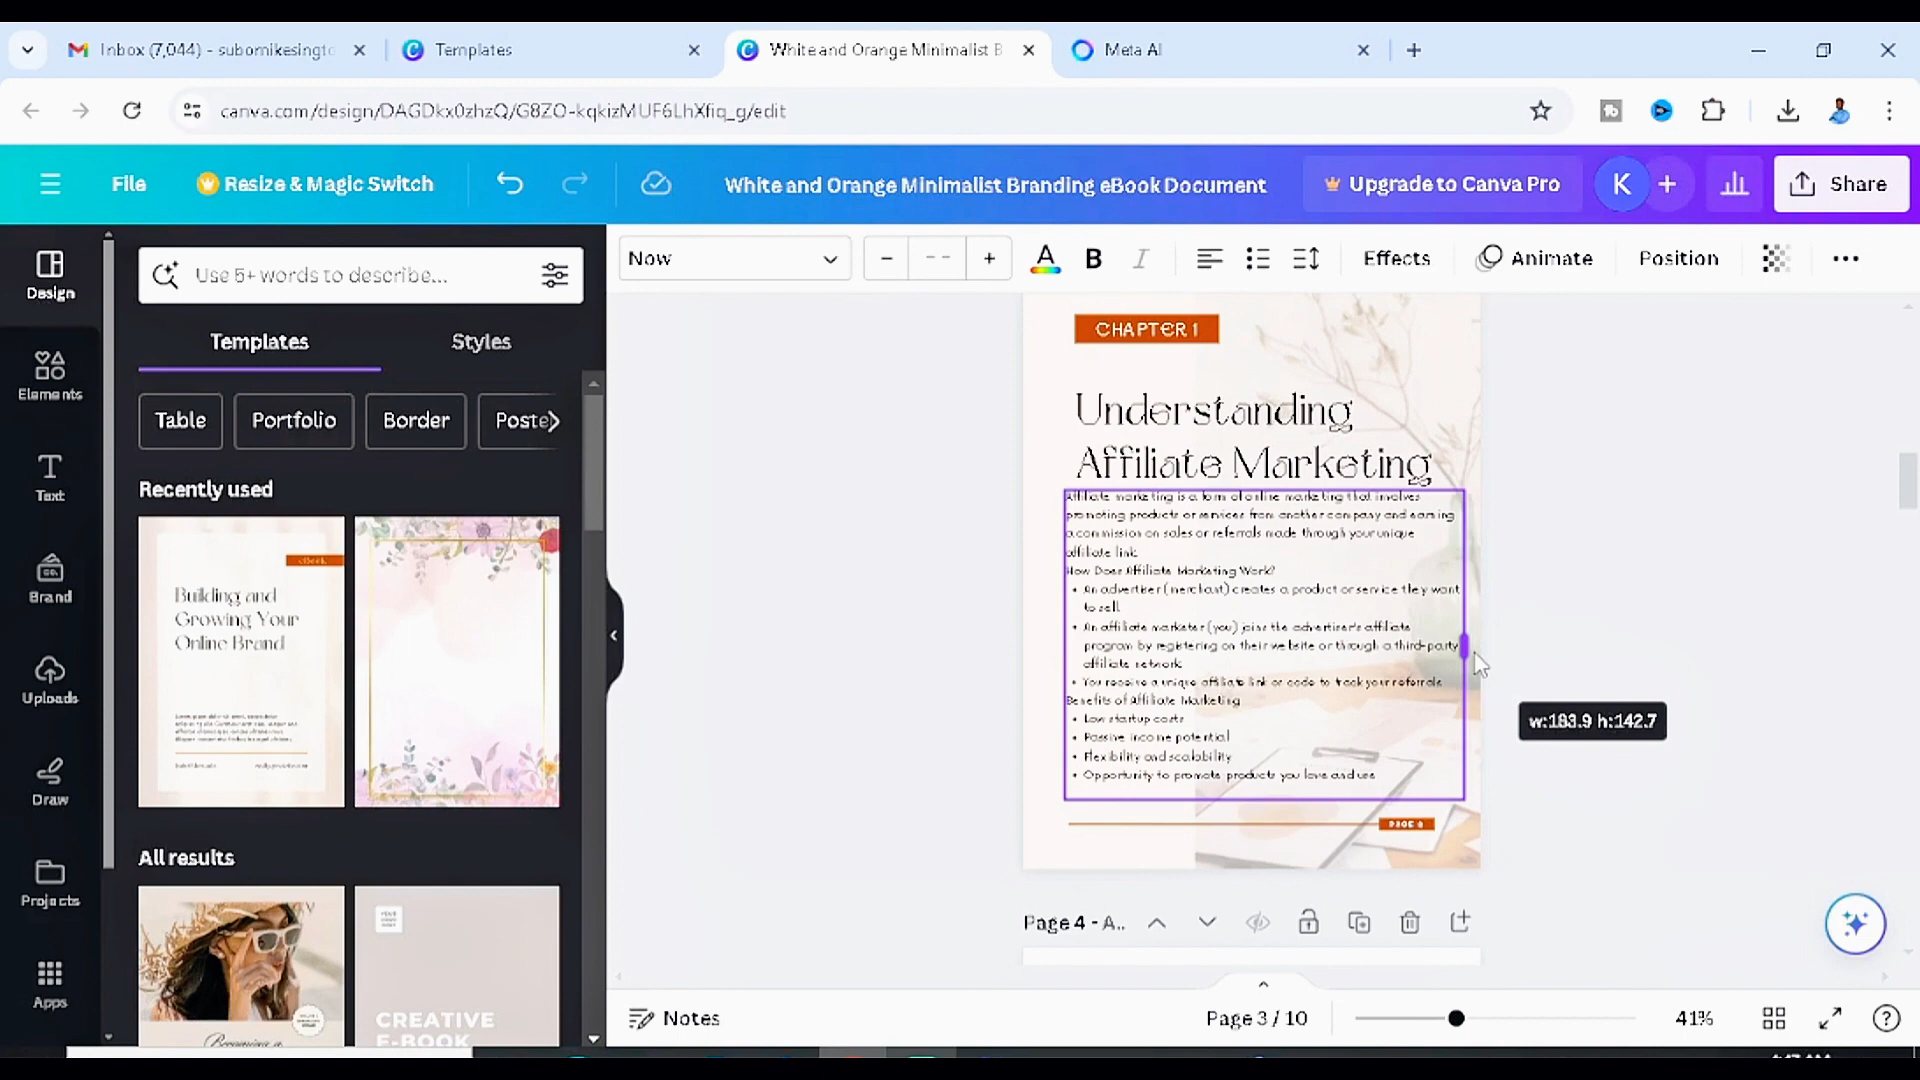 Inbox (7,044) - subomikesingto
Templates
White and Orange Minimalist B
Meta AI
canva.com/design/DAGDkx0zhzQ/G8ZO-kqkizMUF6LhXfiq_g/edit
File
Resize & Magic Switch
White and Orange Minimalist Branding eBook Document
Upgrade to Canva Pro
K
Share
Design
Elements
Text
Brand
Uploads
Draw
Projects
Apps
Use 5+ words to describe...
Templates
Styles
Table
Portfolio
Border
Poste
Recently used
eBook
Building and
Growing Your
Online Brand
All results
Becoming a
CREATIVE
E-BOOK
Now
- -
A
B
I
Effects
Animate
Position
CHAPTER 1
Understanding
Affiliate Marketing
Affiliate marketing is a form of online marketing that involves
promoting products or services from another company and earning
a commission on sales or referrals made through your unique
affiliate link.
How Does Affiliate Marketing Work?
• An advertiser (merchant) creates a product or service they want
to sell.
• An affiliate marketer (you) joins the advertiser's affiliate
program by registering on their website or through a third-party
affiliate network.
• You receive a unique affiliate link or code to track your referrals.
Benefits of Affiliate Marketing
• Low startup costs
• Passive income potential
• Flexibility and scalability
• Opportunity to promote products you love and use
PAGE
w:183.9 h:142.7
Page 4 - A..
Notes
Page 3 / 10
41%